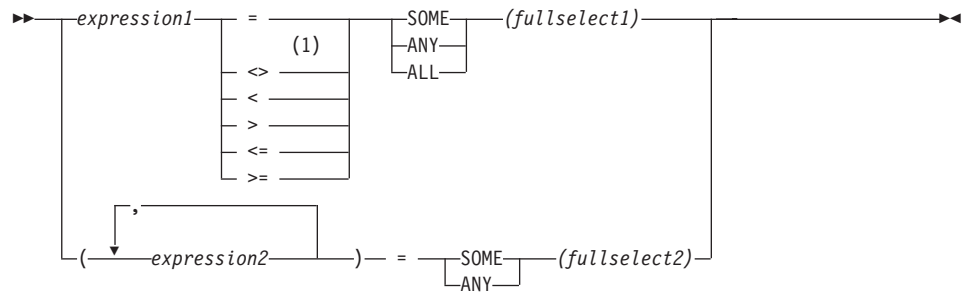 expression1 = SOME (fullselect1)
(1) ANY
<> ALL
<
>
<=
>=
,
( expression2 ) = SOME (fullselect2)
ANY